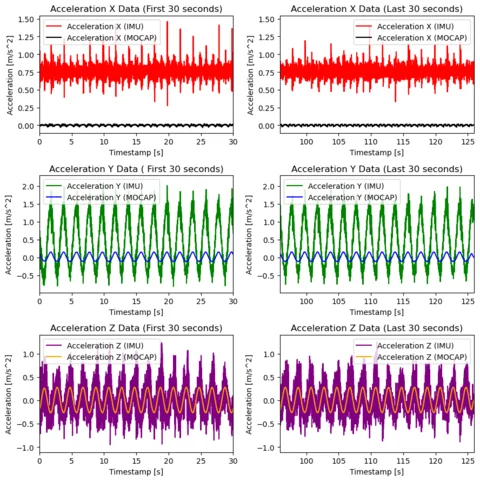 Acceleration X Data (First 30 seconds)
Acceleration X (IMU)
Acceleration X (MOCAP)
Acceleration [m/s^2]
1.50
1.25
1.00
0.75
0.50
0.25
0.00
0 5 10 15 20 25 30
Timestamp [s]
Acceleration X Data (Last 30 seconds)
Acceleration X (IMU)
Acceleration X (MOCAP)
Acceleration [m/s^2]
1.50
1.25
1.00
0.75
0.50
0.25
0.00
100 105 110 115 120 125
Timestamp [s]
Acceleration Y Data ( First 30 seconds)
Acceleration Y (IMU)
Acceleration Y (MOCAP)
Acceleration [m/s^2]
2.0
1.5
1.0
0.5
0.0
−0.5
0 5 10 15 20 25 30
Timestamp [s]
Acceleration Y Data (Last 30 seconds)
Acceleration Y (IMU)
Acceleration Y (MOCAP)
Acceleration [m/s^2]
2.0
1.5
1.0
0.5
0.0
−0.5
100 105 110 115 120 125
Timestamp [s]
Acceleration Z Data (First 30 seconds)
Acceleration Z (IMU)
Acceleration Z (MOCAP)
Acceleration [m/s^2]
1.0
0.5
0.0
−0.5
−1.0
0 5 10 15 20 25 30
Timestamp [s]
Acceleration Z Data (Last 30 seconds)
Acceleration Z (IMU)
Acceleration Z (MOCAP)
Acceleration [m/s^2]
1.0
0.5
0.0
−0.5
−1.0
100 105 110 115 120 125
Timestamp [s]